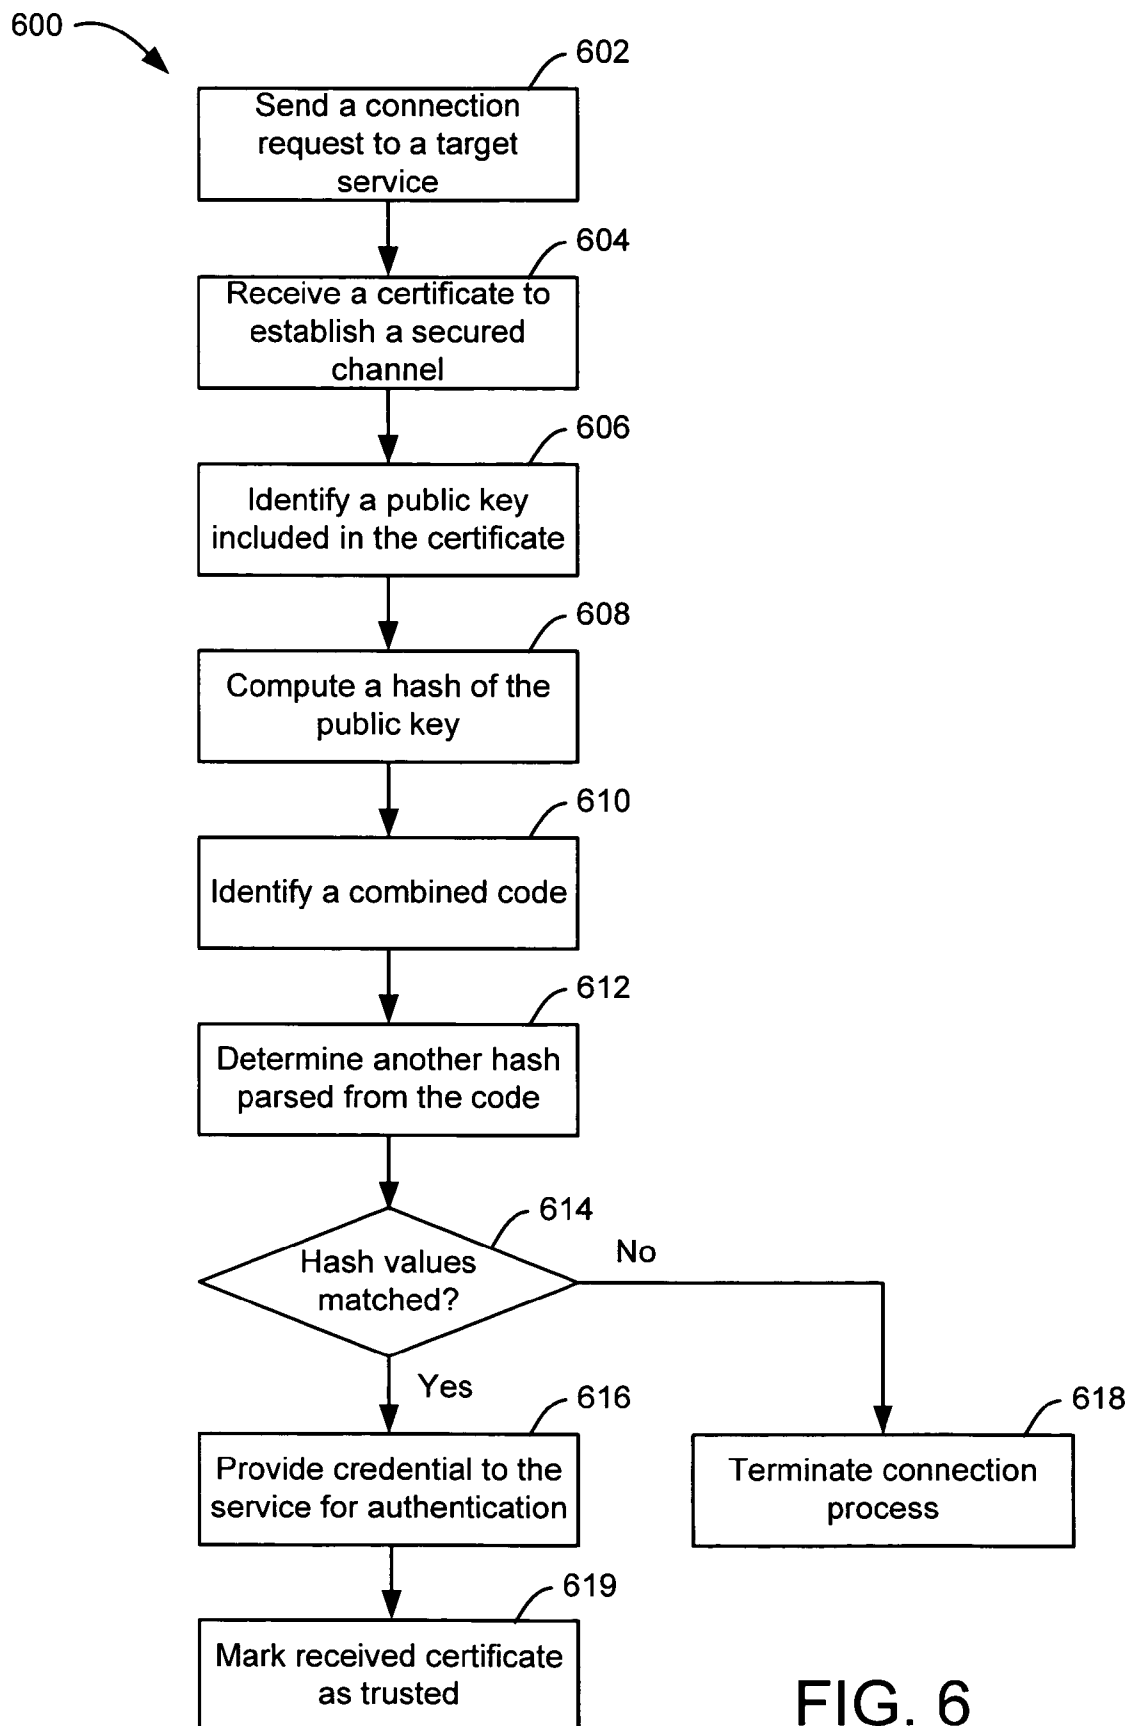 600
602
Send a connection
request to a target
service
604
Receive a certificate to
establish a secured
channel
606
Identify a public key
included in the certificate
608
Compute a hash of the
public key
610
Identify a combined code
612
Determine another hash
parsed from the code
614
Hash values
matched?
No
Yes
616
Provide credential to the
service for authentication
618
Terminate connection
process
619
Mark received certificate
as trusted
FIG. 6